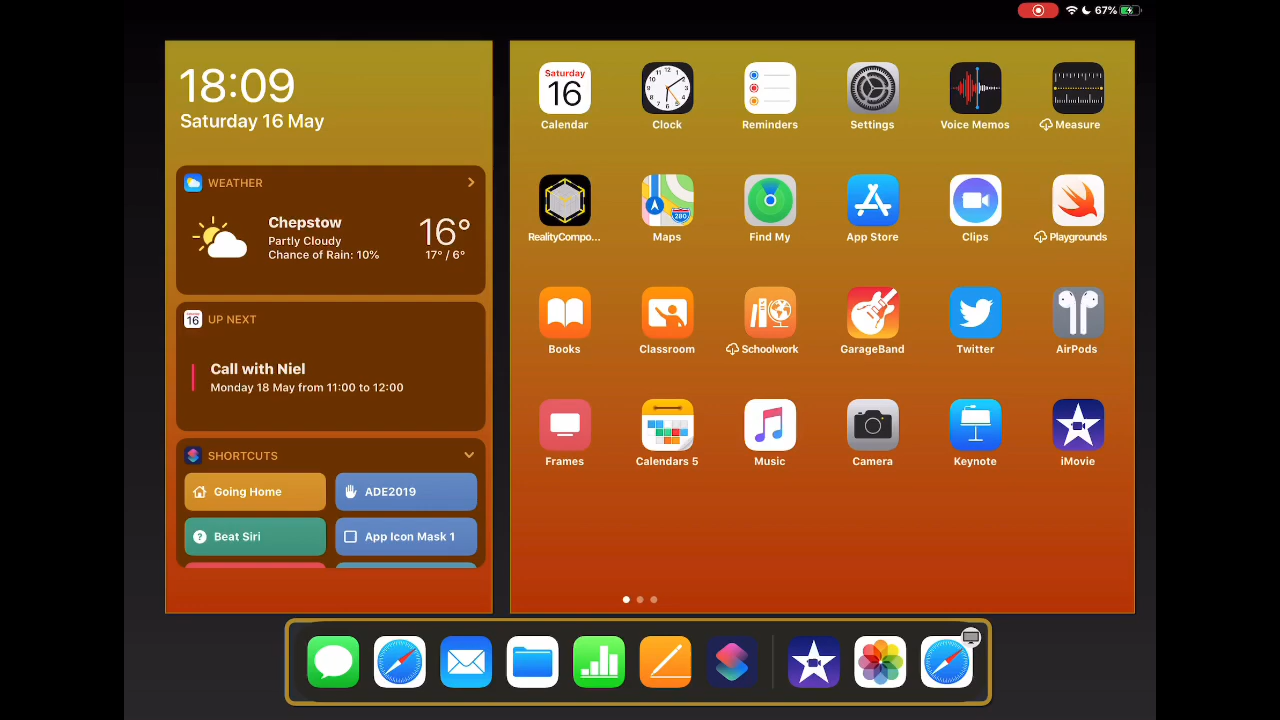 67%
18:09
Saturday 16 May
WEATHER
Chepstow
Partly Cloudy
Chance of Rain: 10%
16°
17° / 6°
16
UP NEXT
Call with Niel
Monday 18 May from 11:00 to 12:00
SHORTCUTS
Going Home
ADE2019
Beat Siri
App Icon Mask 1
Saturday
16
Calendar
Clock
Reminders
Settings
Voice Memos
Measure
RealityCompo...
280
Maps
Find My
App Store
Clips
Playgrounds
Books
Classroom
Schoolwork
GarageBand
Twitter
AirPods
Frames
Calendars 5
Music
Camera
Keynote
iMovie